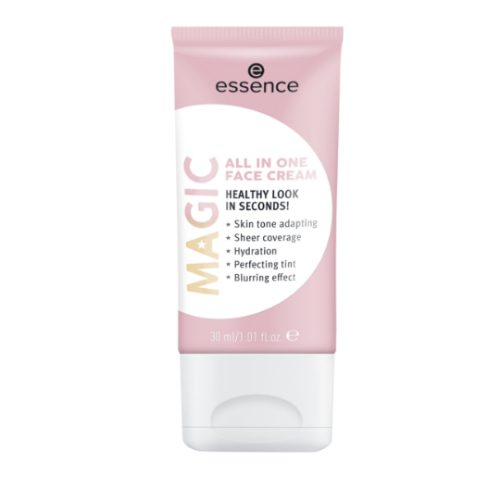 essence
MAGIC
ALL IN ONE
FACE CREAM
HEALTHY LOOK
IN SECONDS!
★ Skin tone adapting
★ Sheer coverage
★ Hydration
★ Perfecting tint
★ Blurring effect
30 ml/1.01 fl.oz. ℮